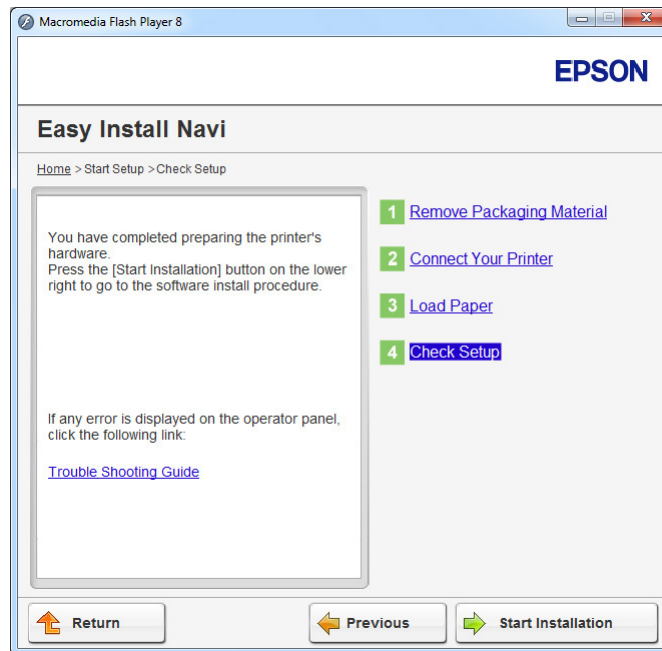 Macromedia Flash Player 8
EPSON
Easy Install Navi
Home > Start Setup >Check Setup
You have completed preparing the printer's
hardware.
Press the [Start Installation] button on the lower
right to go to the software install procedure.
If any error is displayed on the operator panel,
click the following link:
Trouble Shooting Guide
1 Remove Packaging Material
2 Connect Your Printer
3 Load Paper
4 Check Setup
Return
Previous
Start Installation